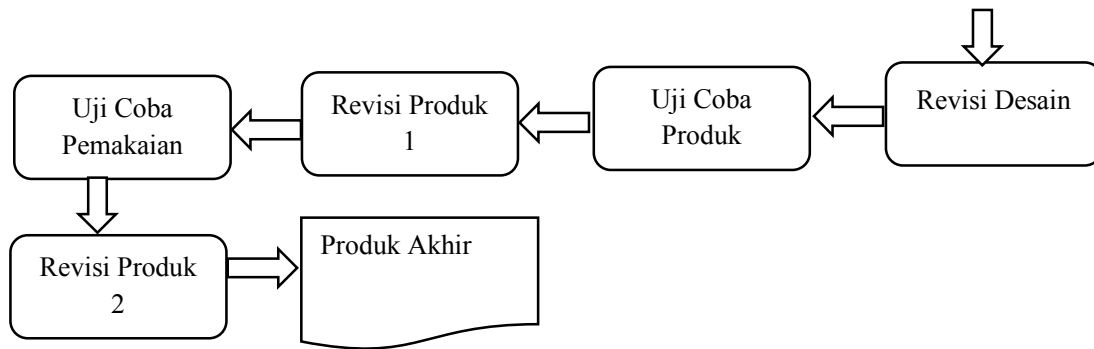 Revisi Desain
Uji Coba
Produk
Revisi Produk
1
Uji Coba
Pemakaian
Revisi Produk
2
Produk Akhir